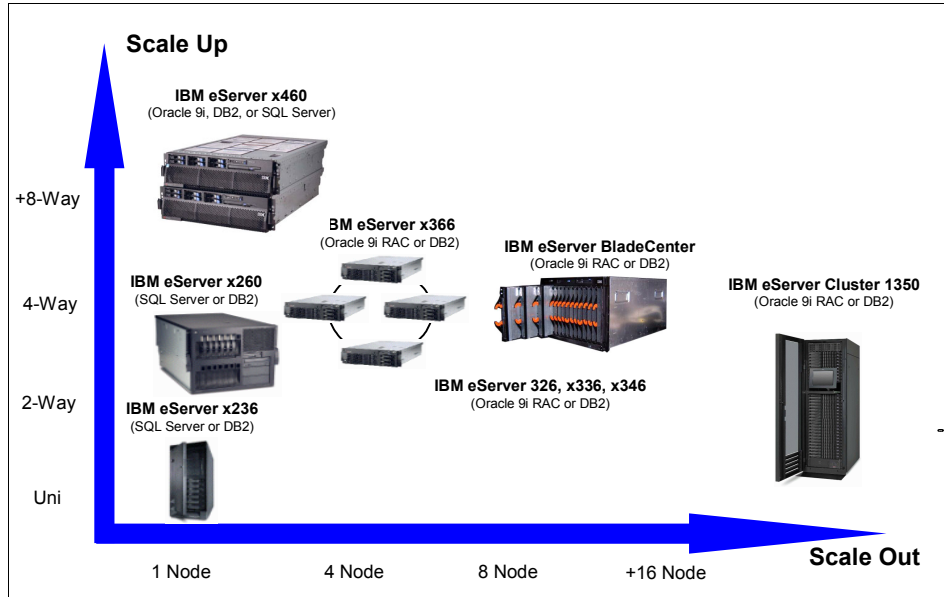 Scale Up
IBM eServer x460
(Oracle 9i, DB2, or SQL Server)
+8-Way
BM eServer x366
(Oracle 9i RAC or DB2)
IBM eServer BladeCenter
(Oracle 9i RAC or DB2)
IBM eServer x260
(SQL Server or DB2)
4-Way
IBM eServer Cluster 1350
(Oracle 9i RAC or DB2)
IBM eServer 326, x336, x346
(Oracle 9i RAC or DB2)
2-Way
IBM eServer x236
(SQL Server or DB2)
Uni
Scale Out
1 Node
4 Node
8 Node
+16 Node